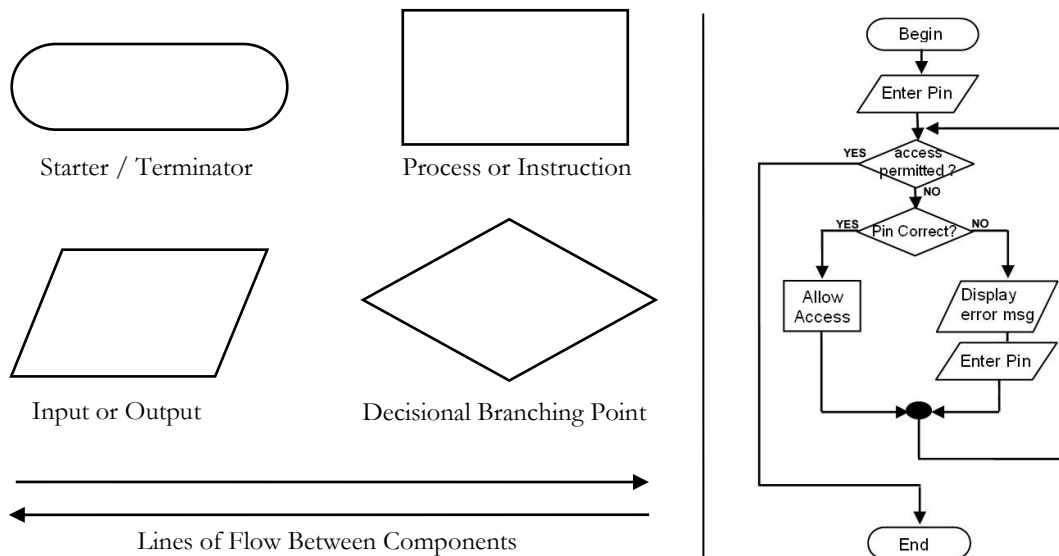 Starter / Terminator
Process or Instruction
Input or Output
Decisional Branching Point
Lines of Flow Between Components
Begin
Enter Pin
access
permitted ?
YES
NO
Pin Correct?
YES
NO
Allow
Access
Display
error msg
Enter Pin
End